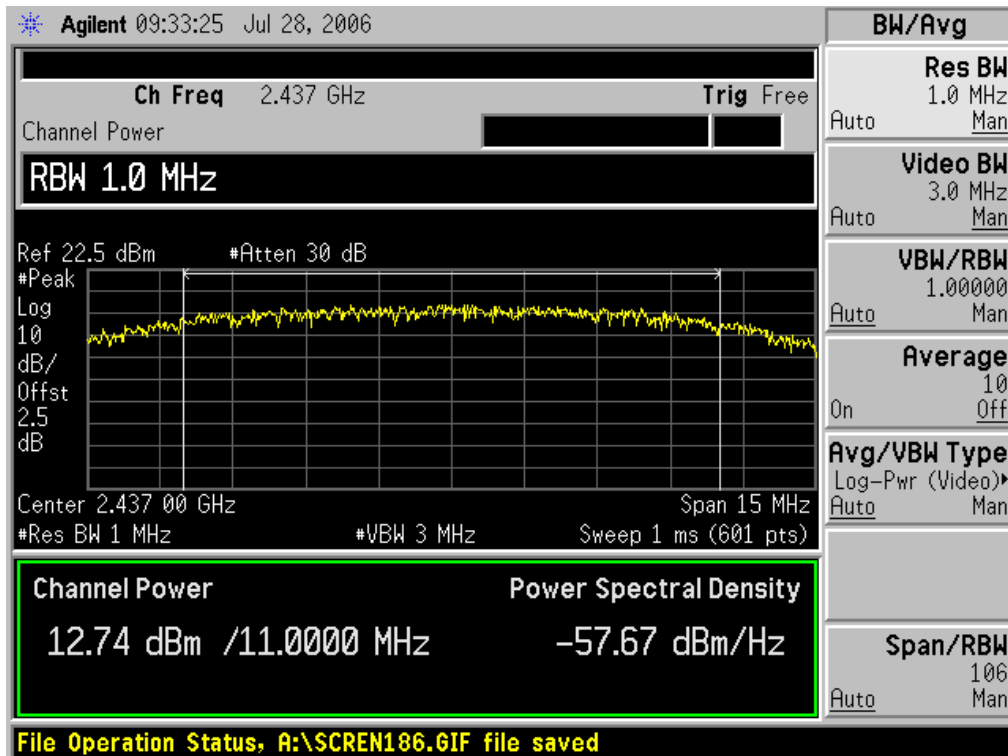 Agilent 09:33:25 Jul 28, 2006
BW/Avg
Ch Freq 2.437 GHz
Trig Free
Channel Power
RBW 1.0 MHz
Ref 22.5 dBm
#Atten 30 dB
#Peak
Log
10
dB/
Offst
2.5
dB
Center 2.437 00 GHz
Span 15 MHz
#Res BW 1 MHz
#VBW 3 MHz
Sweep 1 ms (601 pts)
Channel Power
Power Spectral Density
12.74 dBm /11.0000 MHz
-57.67 dBm/Hz
Res BW
1.0 MHz
Auto Man
Video BW
3.0 MHz
Auto Man
VBW/RBW
1.00000
Auto Man
Average
10
On Off
Avg/VBW Type
Log-Pwr (Video)
Auto Man
Span/RBW
106
Auto Man
File Operation Status, A:\SCREN186.GIF file saved